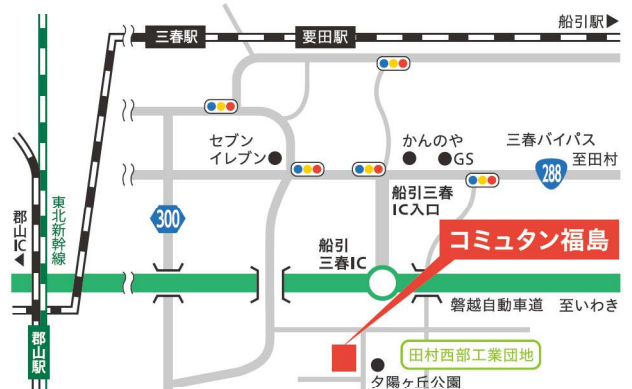 船引駅▶
三春駅
要田駅
セブン
イレブン
かんのや
GS
三春バイパス
至田村
288
船引三春
IC入口
300
郡山IC
東北新幹線
船引
三春IC
コミュタン福島
磐越自動車道 至いわき
郡山駅
田村西部工業団地
夕陽ヶ丘公園